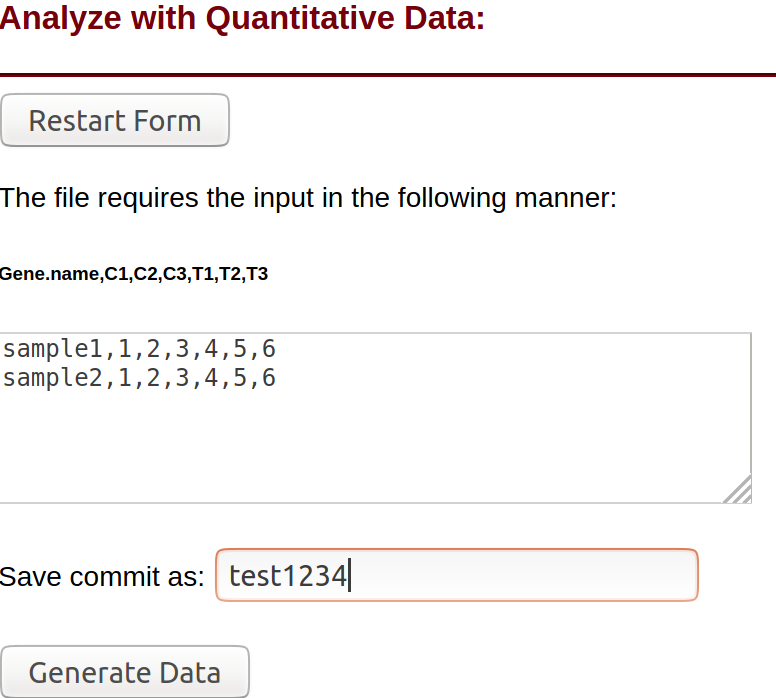 Analyze with Quantitative Data:
Restart Form
The file requires the input in the following manner:
Gene.name,C1,C2,C3,T1,T2,T3
sample1,1,2,3,4,5,6
sample2,1,2,3,4,5,6
Save commit as: test1234
Generate Data